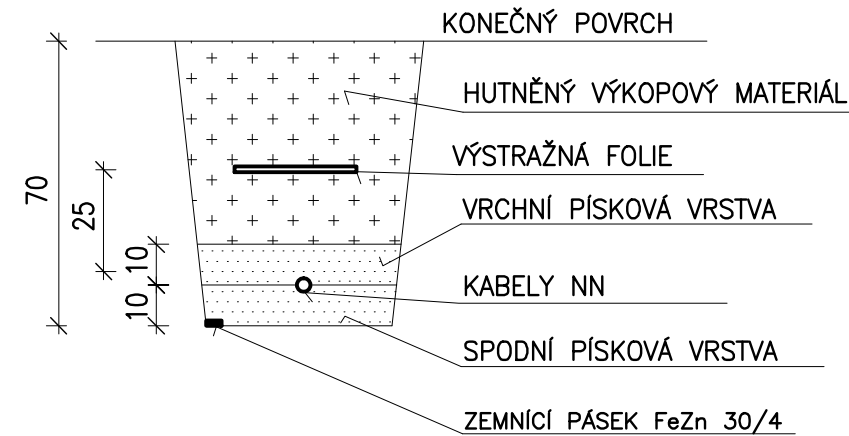 KONEČNÝ POVRCH
HUTNĚNÝ VÝKOPOVÝ MATERIÁL
VÝSTRAŽNÁ FOLIE
VRCHNÍ PÍSKOVÁ VRSTVA
KABELY NN
SPODNÍ PÍSKOVÁ VRSTVA
ZEMNÍCÍ PÁSEK FeZn 30/4
70
25
10
10